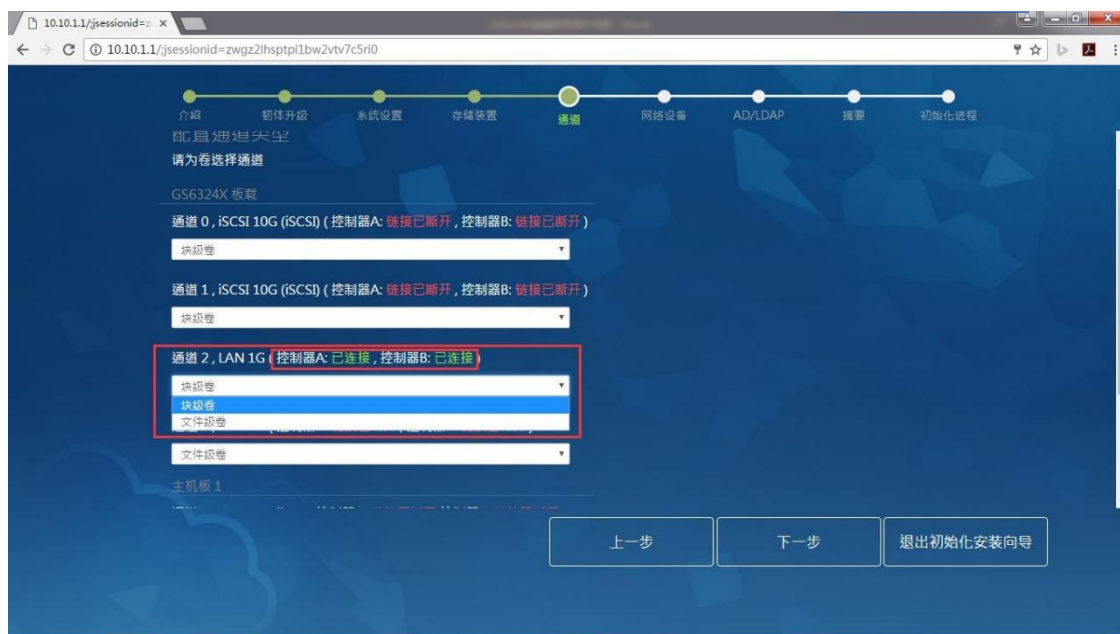 10.10.1.1/;jsessionid=z
10.10.1.1/;jsessionid=zwgz2lhsptpi1bw2vtv7c5ri0
介绍 韧体升级 系统设置 存储装置 通道 网络设备 AD/LDAP 摘要 初始化进程
配置通道类型
请为卷选择通道
GS6324X 板载
通道 0 , iSCSI 10G (iSCSI) ( 控制器A: 链接已断开 , 控制器B: 链接已断开 )
块级卷
通道 1 , iSCSI 10G (iSCSI) ( 控制器A: 链接已断开 , 控制器B: 链接已断开 )
块级卷
通道 2 , LAN 1G ( 控制器A: 已连接 , 控制器B: 已连接 )
块级卷
块级卷
文件级卷
文件级卷
主机板 1
上一步 下一步 退出初始化安装向导